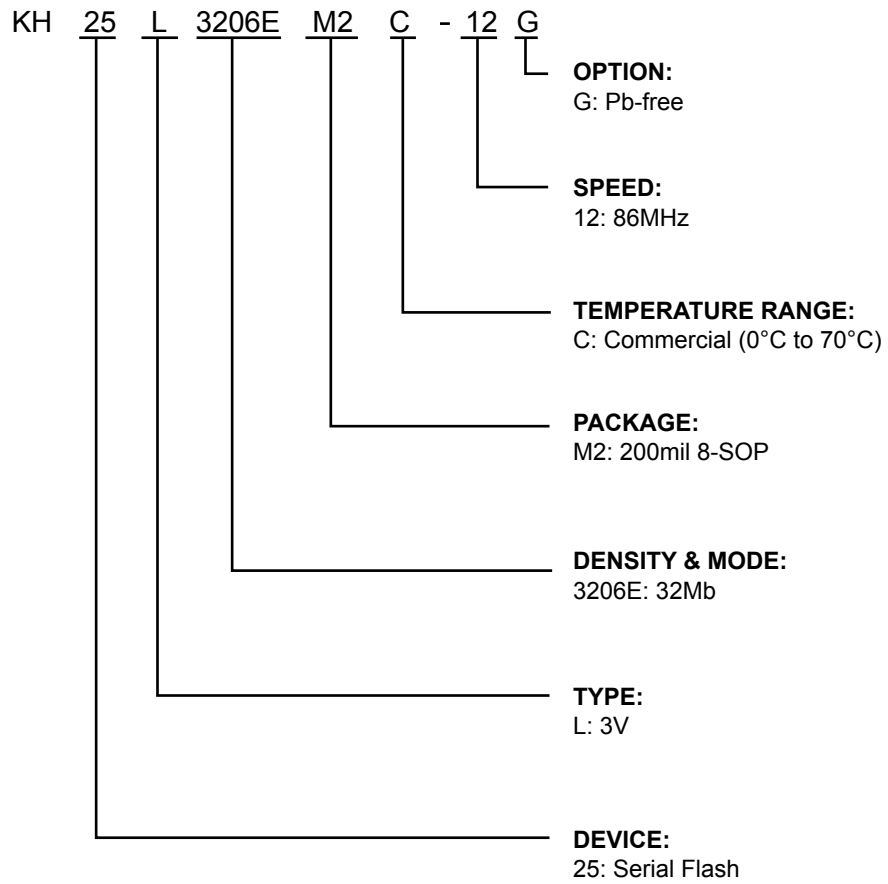 KH 25 L 3206E M2 C - 12 G
OPTION:
G: Pb-free
SPEED:
12: 86MHz
TEMPERATURE RANGE:
C: Commercial (0°C to 70°C)
PACKAGE:
M2: 200mil 8-SOP
DENSITY & MODE:
3206E: 32Mb
TYPE:
L: 3V
DEVICE:
25: Serial Flash